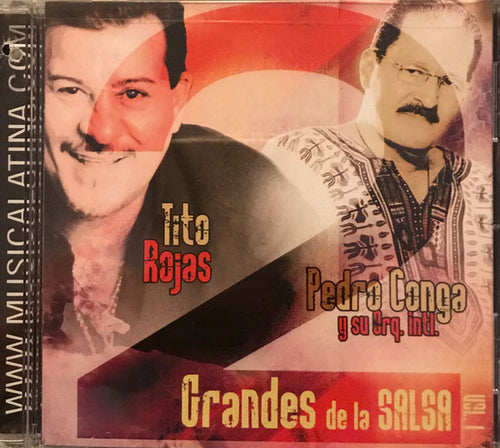 WWW.MUSICALATINA.COM
Tito
Rojas
Pedro Conga
y su Orq. intl.
2
Grandes de la SALSA
VOL.1